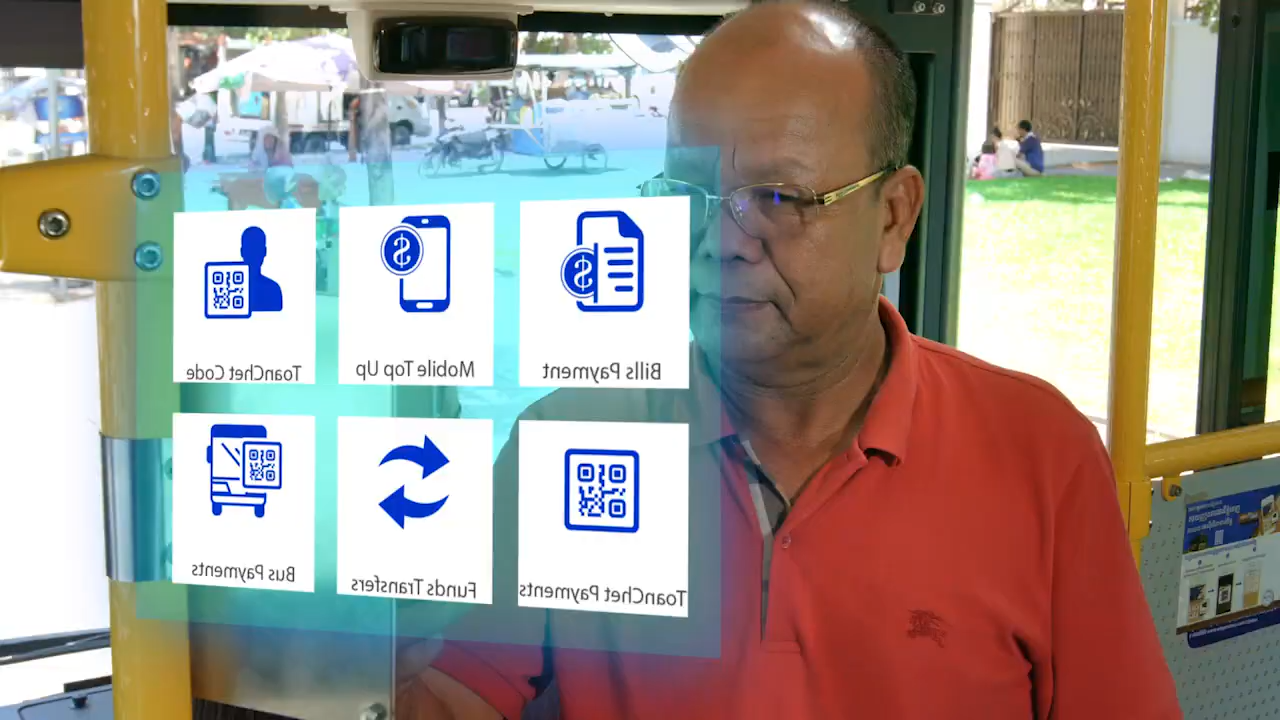 ToanChet Code
Mobile Top Up
Bills Payment
Bus Payments
Funds Transfers
ToanChet Payments